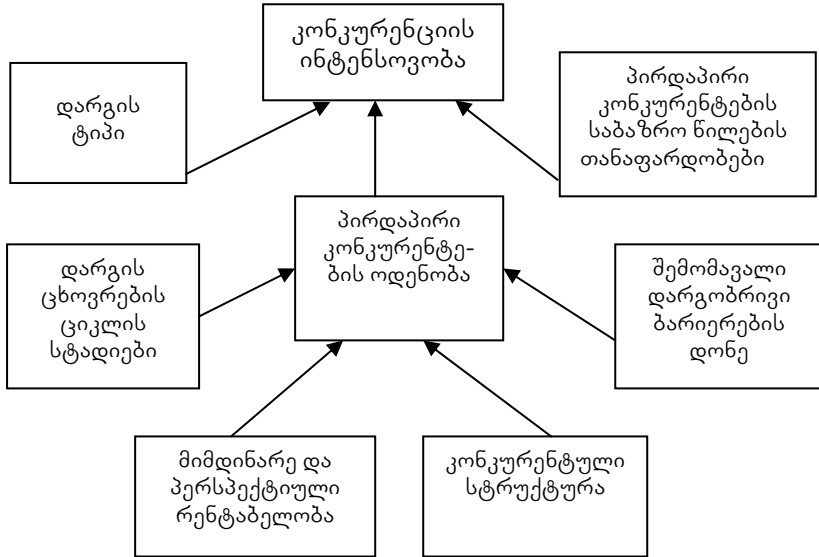 კონკურენციის
ინტენსოვობა
დარგის
ტიპი
პირდაპირი
კონკურენტების
საბაზრო წილების
თანაფარდობები
პირდაპირი
კონკურენტე-
ბის ოდენობა
დარგის
ცხოვრების
ციკლის
სტადიები
შემომავალი
დარგობრივი
ბარიერების
დონე
მიმდინარე და
პერსპექტიული
რენტაბელობა
კონკურენტული
სტრუქტურა